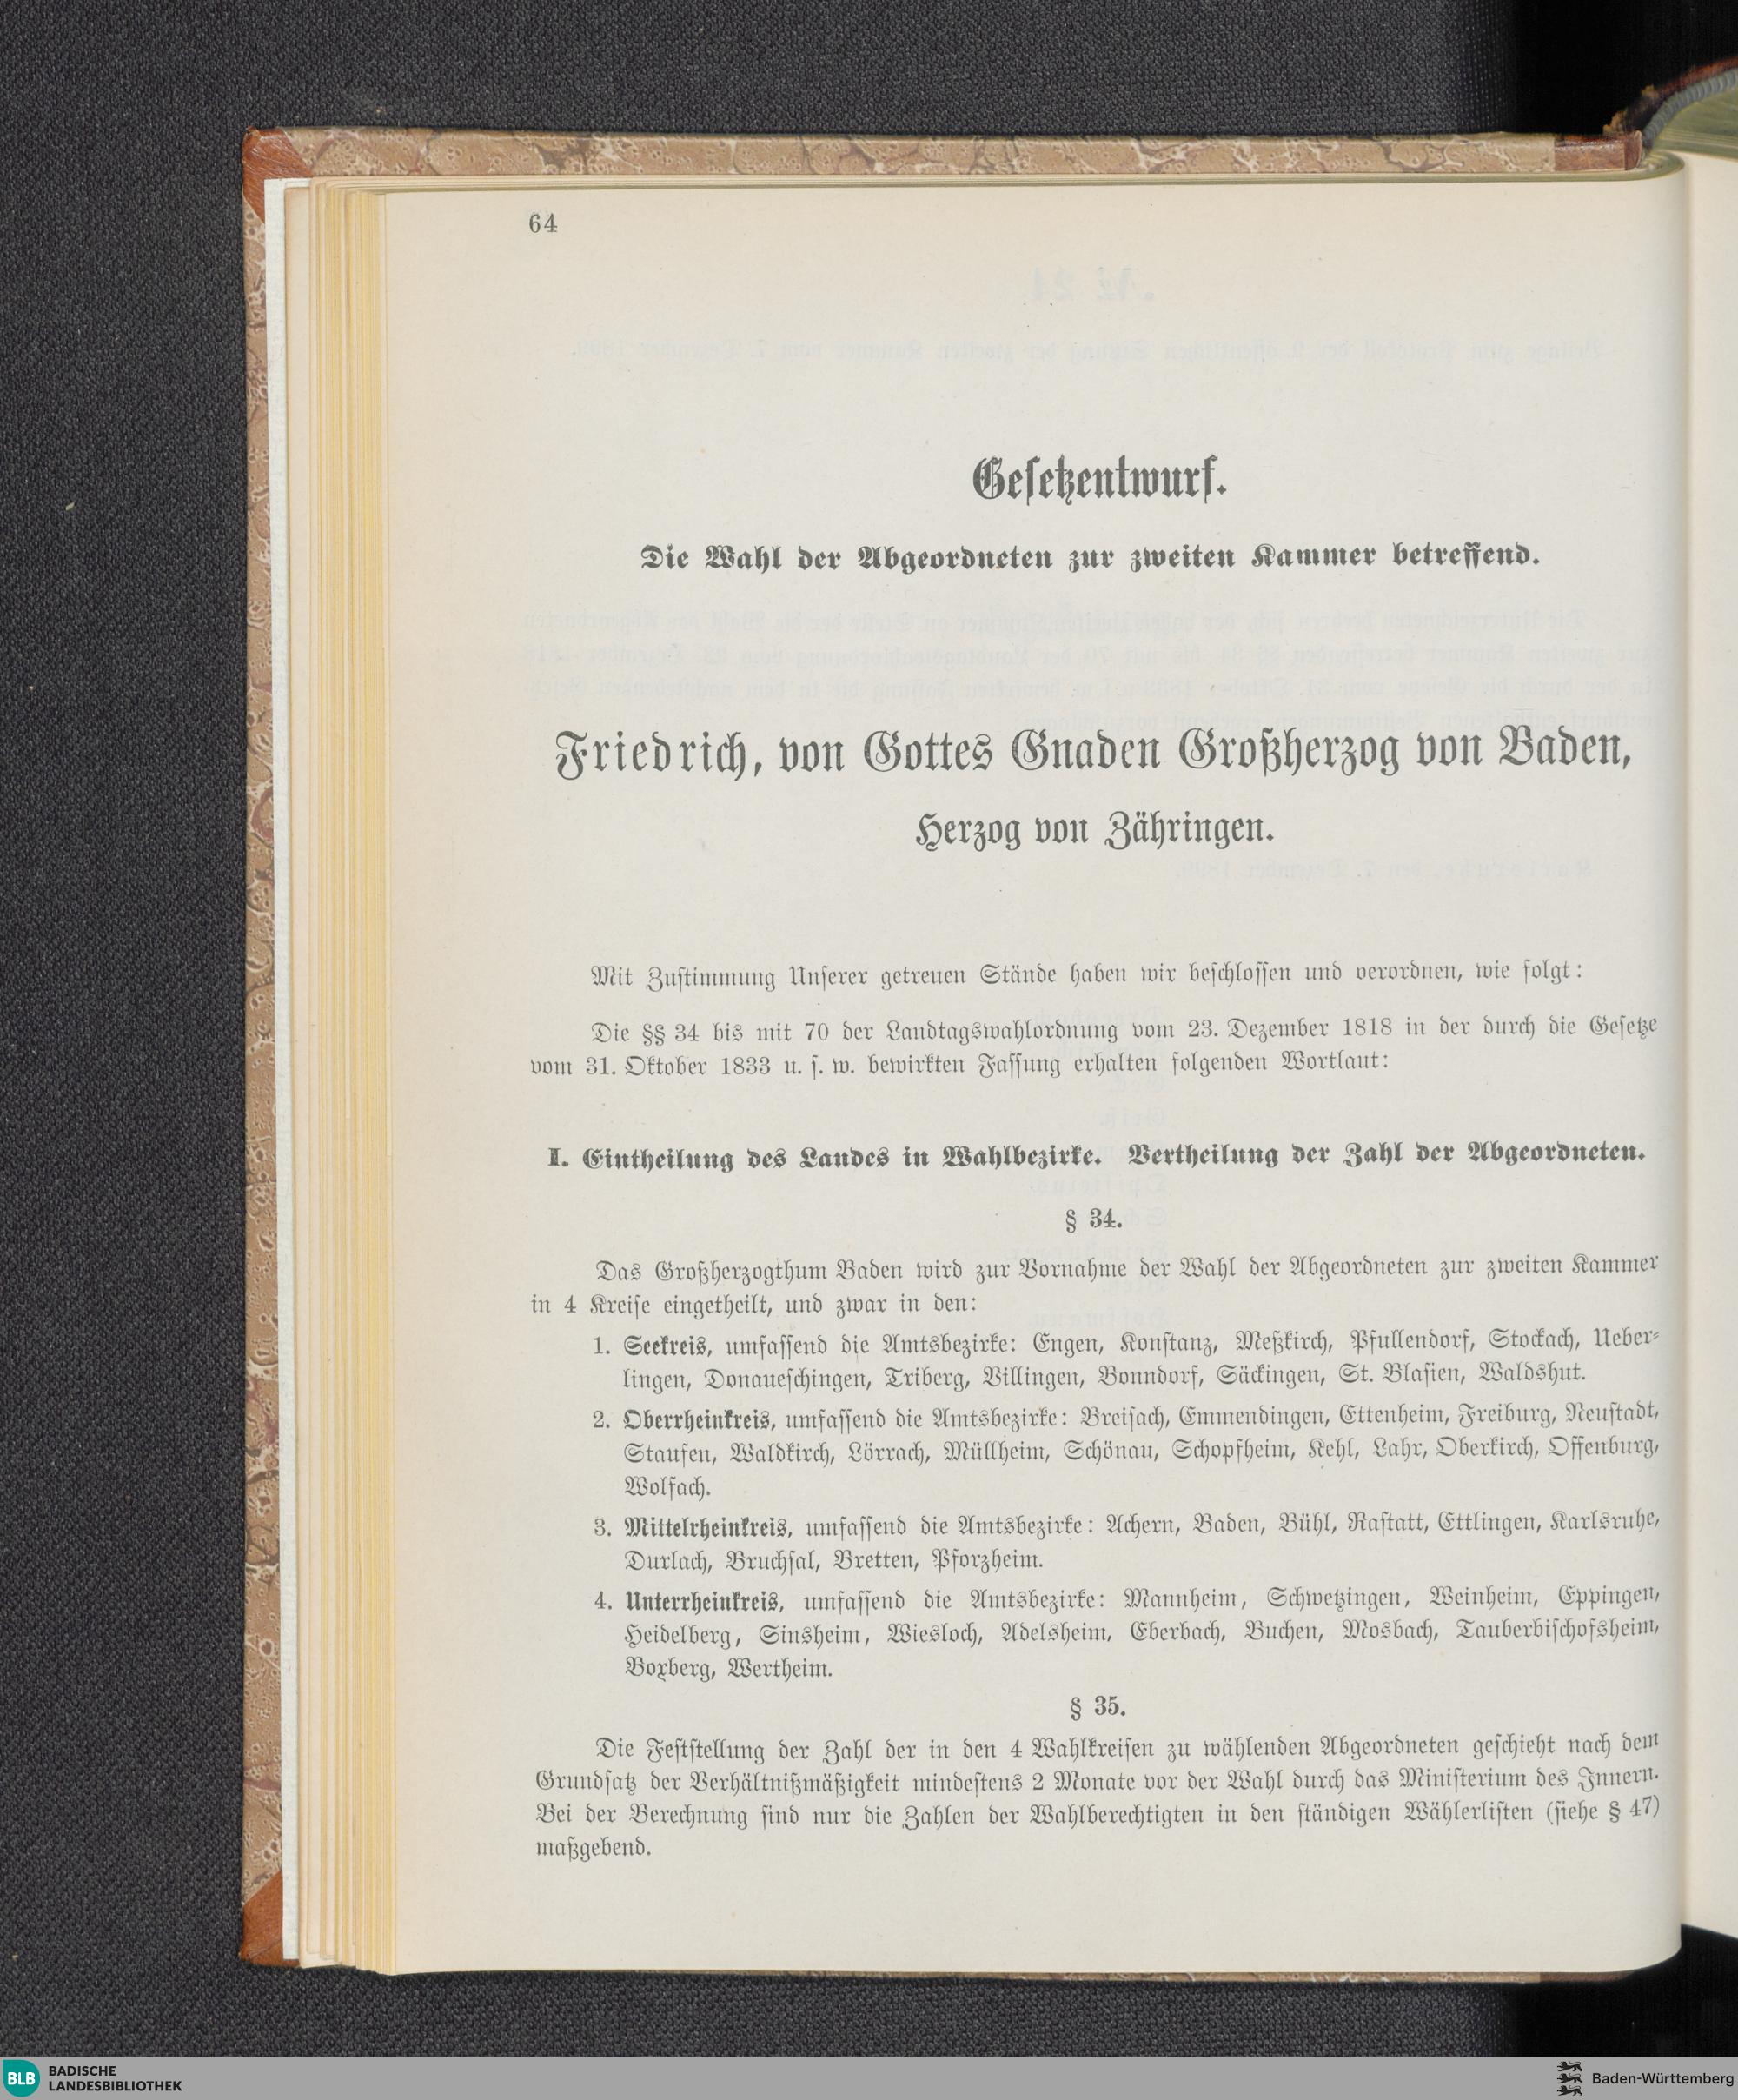 64
Gesetzentwurf.
Die Wahl der Abgeordneten zur zweiten Kammer betreffend.
Friedrich, von Gottes Gnaden Großherzog von Baden,
Herzog von Zähringen.
Mit Zustimmung Unserer getreuen Stände haben wir beschlossen und verordnen, wie folgt:
Die §§ 34 bis mit 70 der Landtagswahlordnung vom 23. Dezember 1818 in der durch die Gesetze
vom 31. Oktober 1833 u. s. w. bewirkten Fassung erhalten folgenden Wortlaut:
I. Eintheilung des Landes in Wahlbezirke. Vertheilung der Zahl der Abgeordneten.
§ 34.
Das Großherzogthum Baden wird zur Vornahme der Wahl der Abgeordneten zur zweiten Kammer
in 4 Kreise eingetheilt, und zwar in den:
1. Seekreis, umfassend die Amtsbezirke: Engen, Konstanz, Meßkirch, Pfullendorf, Stockach, Ueber-
lingen, Donaueschingen, Triberg, Villingen, Bonndorf, Säckingen, St. Blasien, Waldshut.
2. Oberrheinkreis, umfassend die Amtsbezirke: Breisach, Emmendingen, Ettenheim, Freiburg, Neustadt,
Staufen, Waldkirch, Lörrach, Müllheim, Schönau, Schopfheim, Kehl, Lahr, Oberkirch, Offenburg,
Wolfach.
3. Mittelrheinkreis, umfassend die Amtsbezirke: Achern, Baden, Bühl, Rastatt, Ettlingen, Karlsruhe,
Durlach, Bruchsal, Bretten, Pforzheim.
4. Unterrheinkreis, umfassend die Amtsbezirke: Mannheim, Schwetzingen, Weinheim, Eppingen,
Heidelberg, Sinsheim, Wiesloch, Adelsheim, Eberbach, Buchen, Mosbach, Tauberbischofsheim,
Boxberg, Wertheim.
§ 35.
Die Feststellung der Zahl der in den 4 Wahlkreisen zu wählenden Abgeordneten geschieht nach dem
Grundsatz der Verhältnißmäßigkeit mindestens 2 Monate vor der Wahl durch das Ministerium des Innern.
Bei der Berechnung sind nur die Zahlen der Wahlberechtigten in den ständigen Wählerlisten (siehe § 47)
maßgebend.
BLB BADISCHE
LANDESBIBLIOTHEK
Baden-Württemberg